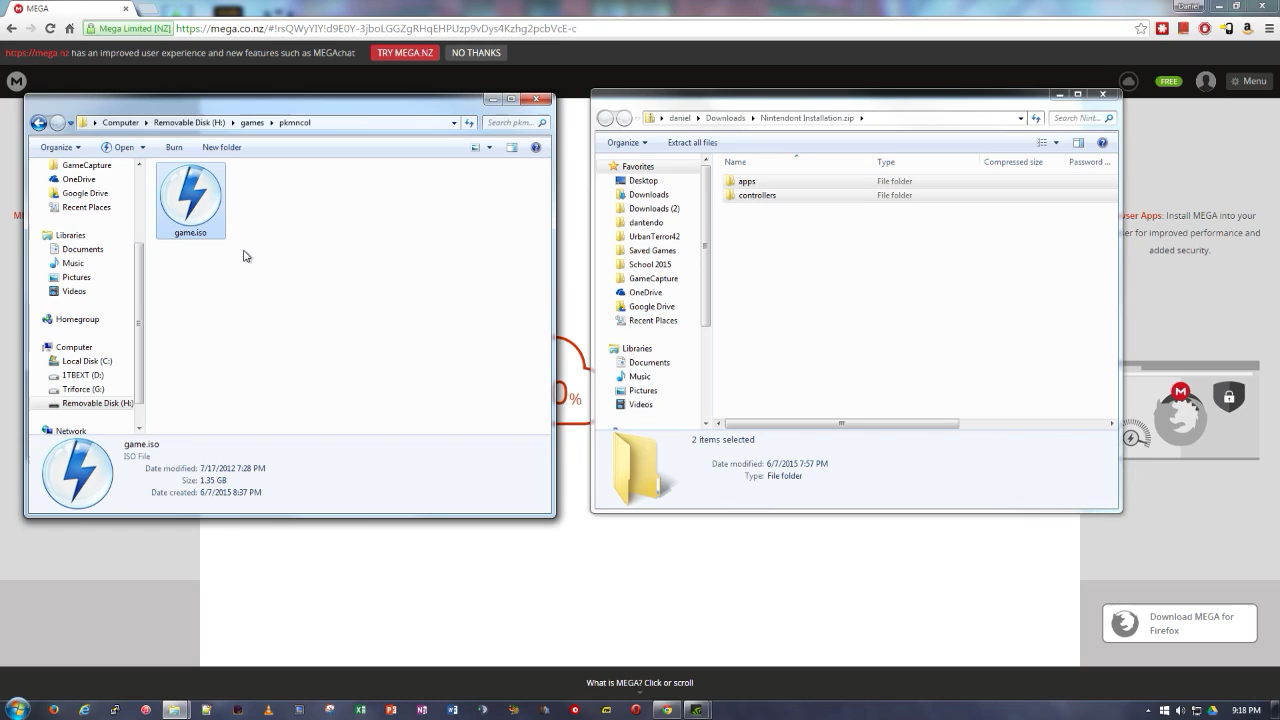 MEGA
Daniel
Mega Limited [NZ]
https://mega.co.nz/#!rsQWyYIY!d9E0Y-3jboLGGZgRHqEHPUzp9vDys4Kzhg2pcbVcE-c
https://mega.nz has an improved user experience and new features such as MEGAchat
TRY MEGA.NZ
NO THANKS
FREE
Menu
Computer
Removable Disk (H:)
games
pkmncol
Search pkm...
Organize
Open
Burn
New folder
GameCapture
OneDrive
Google Drive
Recent Places
Libraries
Documents
Music
Pictures
Videos
Homegroup
Computer
Local Disk (C:)
1TBEXT (D:)
Triforce (G:)
Removable Disk (H:)
Network
game.iso
game.iso
ISO File
Date modified: 7/17/2012 7:28 PM
Size: 1.35 GB
Date created: 6/7/2015 8:37 PM
daniel
Downloads
Nintendont Installation.zip
Search Nint...
Organize
Extract all files
Favorites
Desktop
Downloads
Downloads (2)
dantendo
UrbanTerror42
Saved Games
School 2015
GameCapture
OneDrive
Google Drive
Recent Places
Libraries
Documents
Music
Pictures
Videos
Name
Type
Compressed size
Password ...
apps
File folder
controllers
File folder
2 items selected
Date modified: 6/7/2015 7:57 PM
Type: File folder
%
user Apps: Install MEGA into your
ser for improved performance and
added security.
Download MEGA for
Firefox
What is MEGA? Click or scroll
9:18 PM